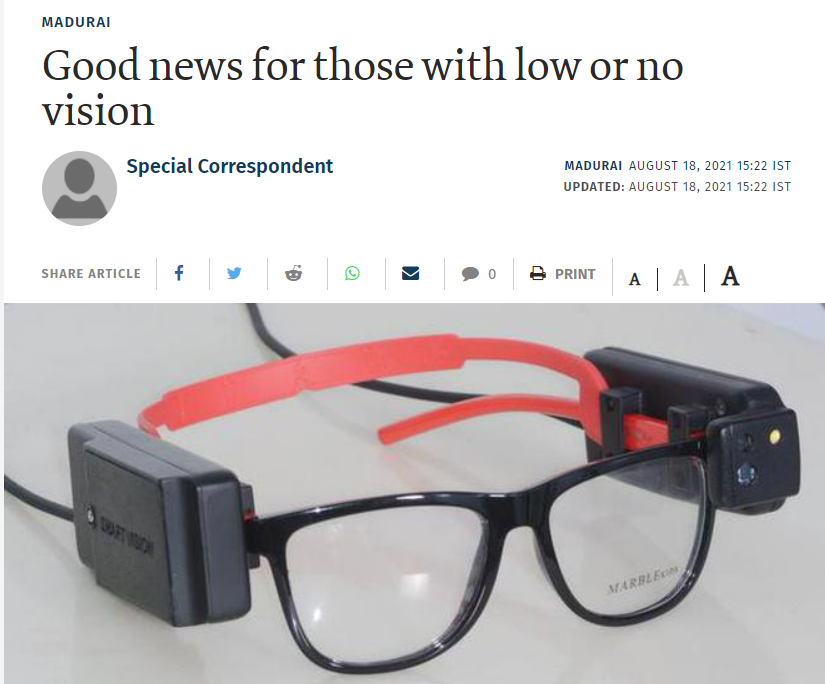 MADURAI
Good news for those with low or no
vision
Special Correspondent
MADURAI AUGUST 18, 2021 15:22 IST
UPDATED: AUGUST 18, 2021 15:22 IST
SHARE ARTICLE
0
PRINT
A
A
A
SMART VISION
MARBLE KIDS